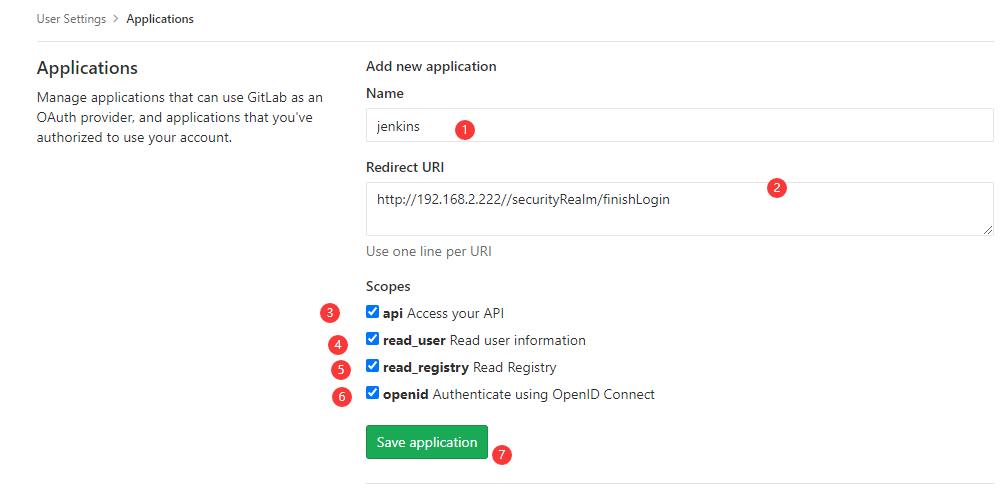 User Settings > Applications
Applications
Manage applications that can use GitLab as an
OAuth provider, and applications that you've
authorized to use your account.
Add new application
Name
jenkins 1
Redirect URI
2
http://192.168.2.222//securityRealm/finishLogin
Use one line per URI
Scopes
3 api Access your API
4 read_user Read user information
5 read_registry Read Registry
6 openid Authenticate using OpenID Connect
Save application 7